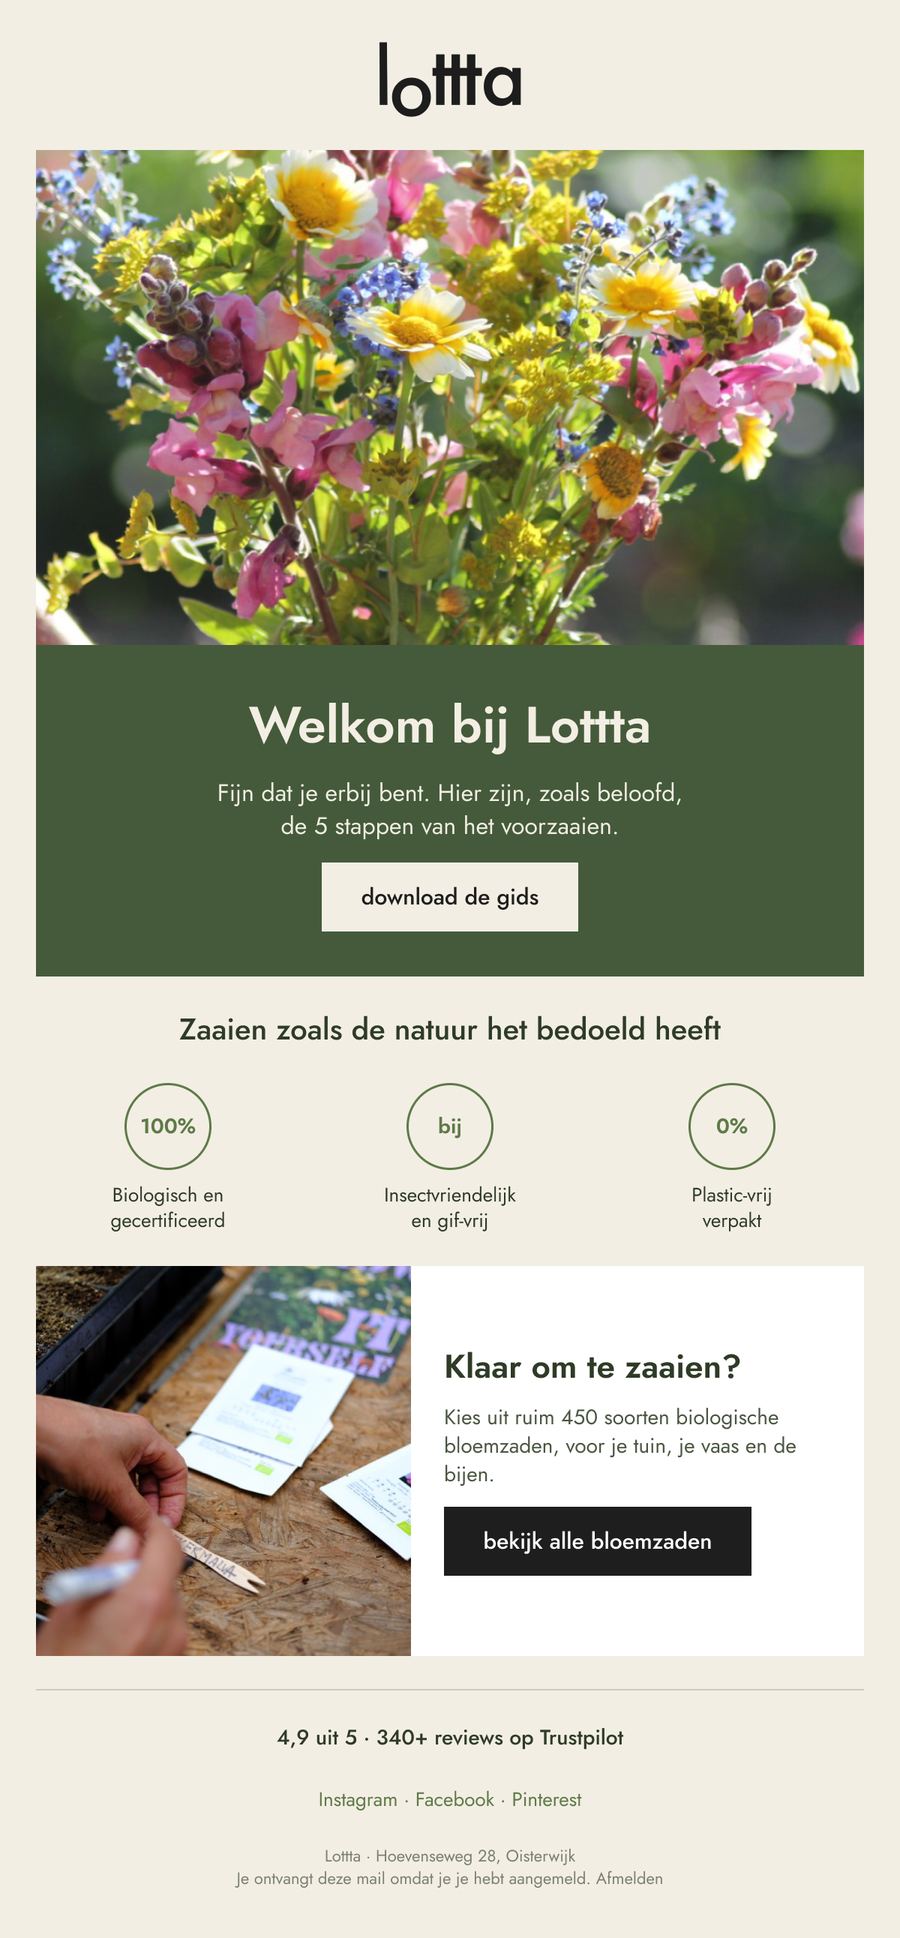 lottta
Welkom bij Lottta
Fijn dat je erbij bent. Hier zijn, zoals beloofd,
de 5 stappen van het voorzaaien.
download de gids
Zaaien zoals de natuur het bedoeld heeft
100%
Biologisch en
gecertificeerd
bij
Insectvriendelijk
en gif-vrij
0%
Plastic-vrij
verpakt
IT
YOURSELF
Klaar om te zaaien?
Kies uit ruim 450 soorten biologische
bloemzaden, voor je tuin, je vaas en de
bijen.
bekijk alle bloemzaden
4,9 uit 5 · 340+ reviews op Trustpilot
Instagram · Facebook · Pinterest
Lottta · Hoevenseweg 28, Oisterwijk
Je ontvangt deze mail omdat je je hebt aangemeld. Afmelden